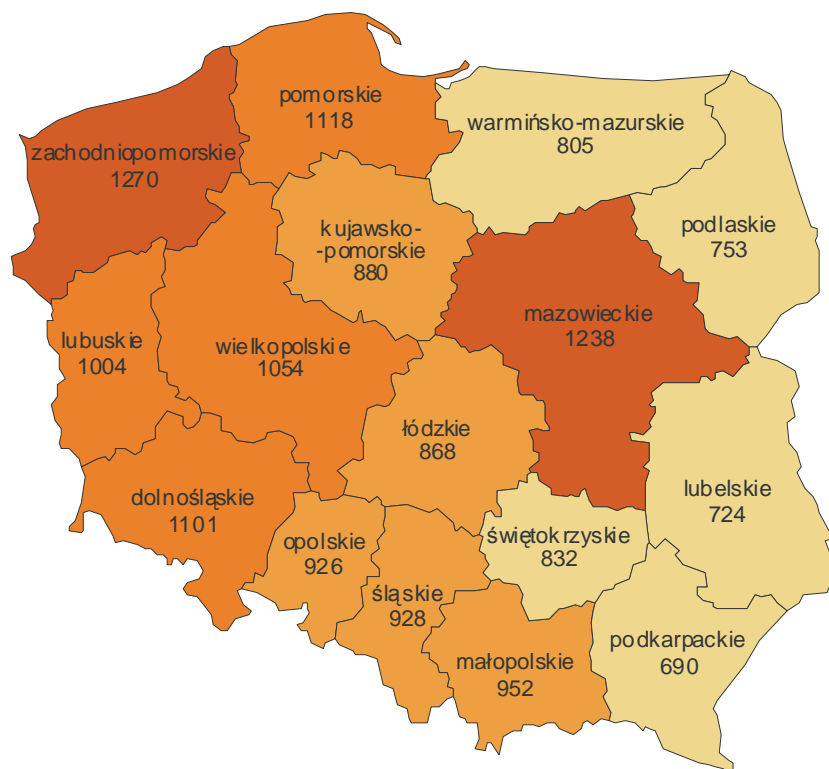 pomorskie
1118
warmińsko-mazurskie
805
zachodniopomorskie
1270
kujawsko-
-pomorskie
880
podlaskie
753
mazowieckie
1238
lubuskie
1004
wielkopolskie
1054
łódzkie
868
lubelskie
724
dolnośląskie
1101
opolskie
926
świętokrzyskie
832
śląskie
928
podkarpackie
690
małopolskie
952